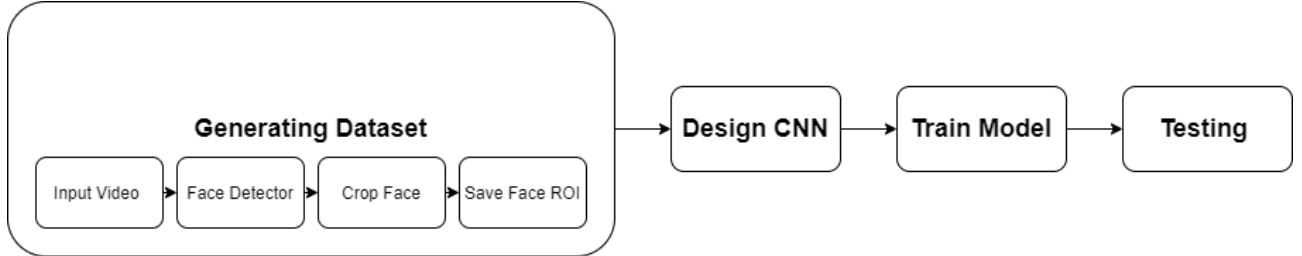 Generating Dataset
Input Video
Face Detector
Crop Face
Save Face ROI
Design CNN
Train Model
Testing